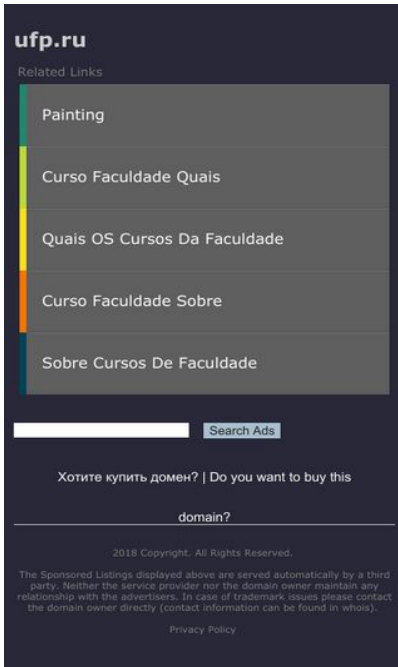 ufp.ru
Related Links
Painting
Curso Faculdade Quais
Quais OS Cursos Da Faculdade
Curso Faculdade Sobre
Sobre Cursos De Faculdade
Search Ads
Хотите купить домен? | Do you want to buy this
domain?
2018 Copyright. All Rights Reserved.
The Sponsored Listings displayed above are served automatically by a third
party. Neither the service provider nor the domain owner maintain any
relationship with the advertisers. In case of trademark issues please contact
the domain owner directly (contact information can be found in whois).
Privacy Policy